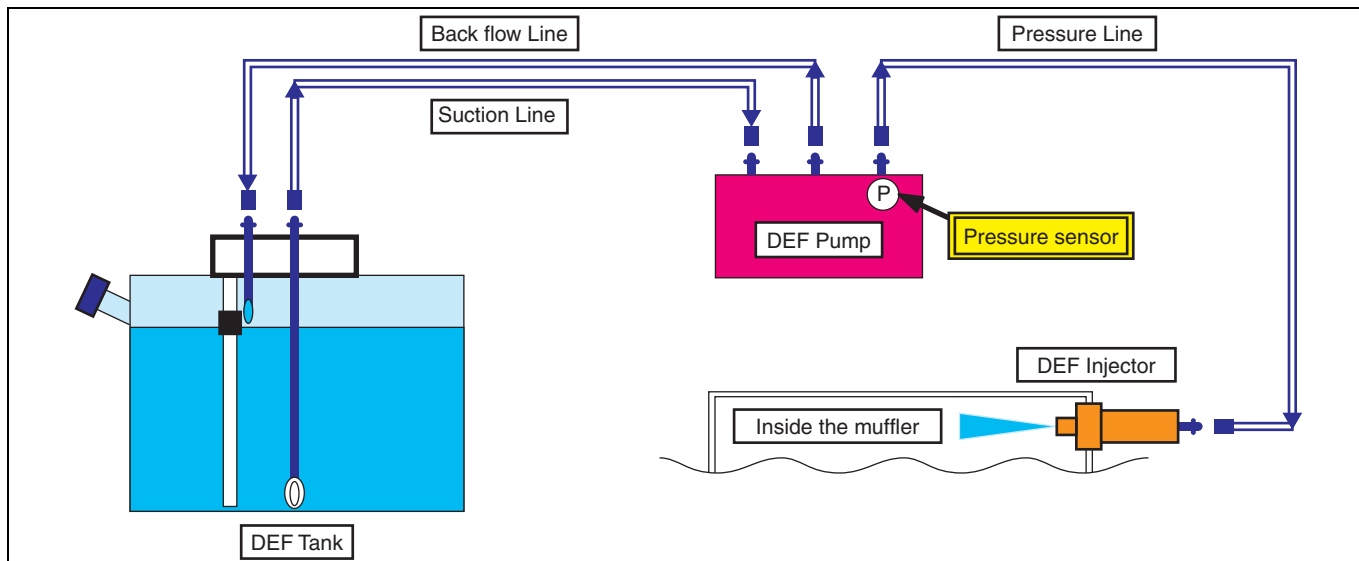 Back flow Line
Pressure Line
Suction Line
P
DEF Pump
Pressure sensor
DEF Injector
Inside the muffler
DEF Tank